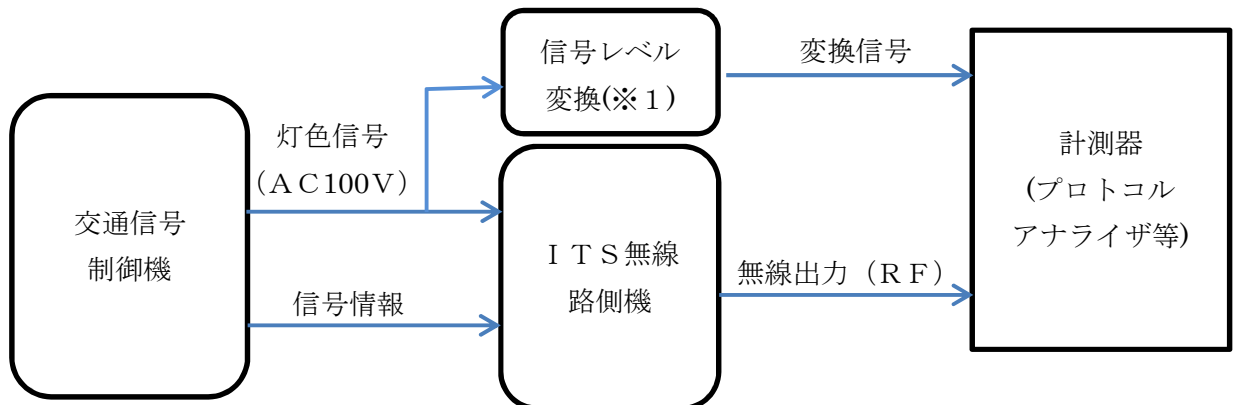 交通信号
制御機
灯色信号
(ＡＣ100Ｖ)
信号情報
信号レベル
変換(※１)
ＩＴＳ無線
路側機
変換信号
無線出力（ＲＦ）
計測器
(プロトコル
アナライザ等)